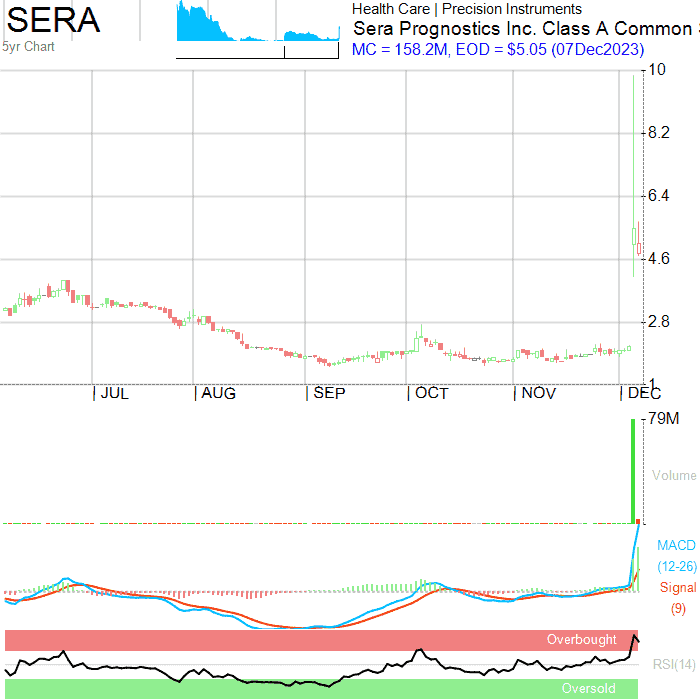 SERA
5yr Chart
Health Care | Precision Instruments
Sera Prognostics Inc. Class A Common
MC = 158.2M, EOD = $5.05 (07Dec2023)
10
8.2
6.4
4.6
2.8
1
| JUL | AUG | SEP | OCT | NOV | DEC
79M
Volume
MACD
(12-26)
Signal
(9)
Overbought
RSI(14)
Oversold